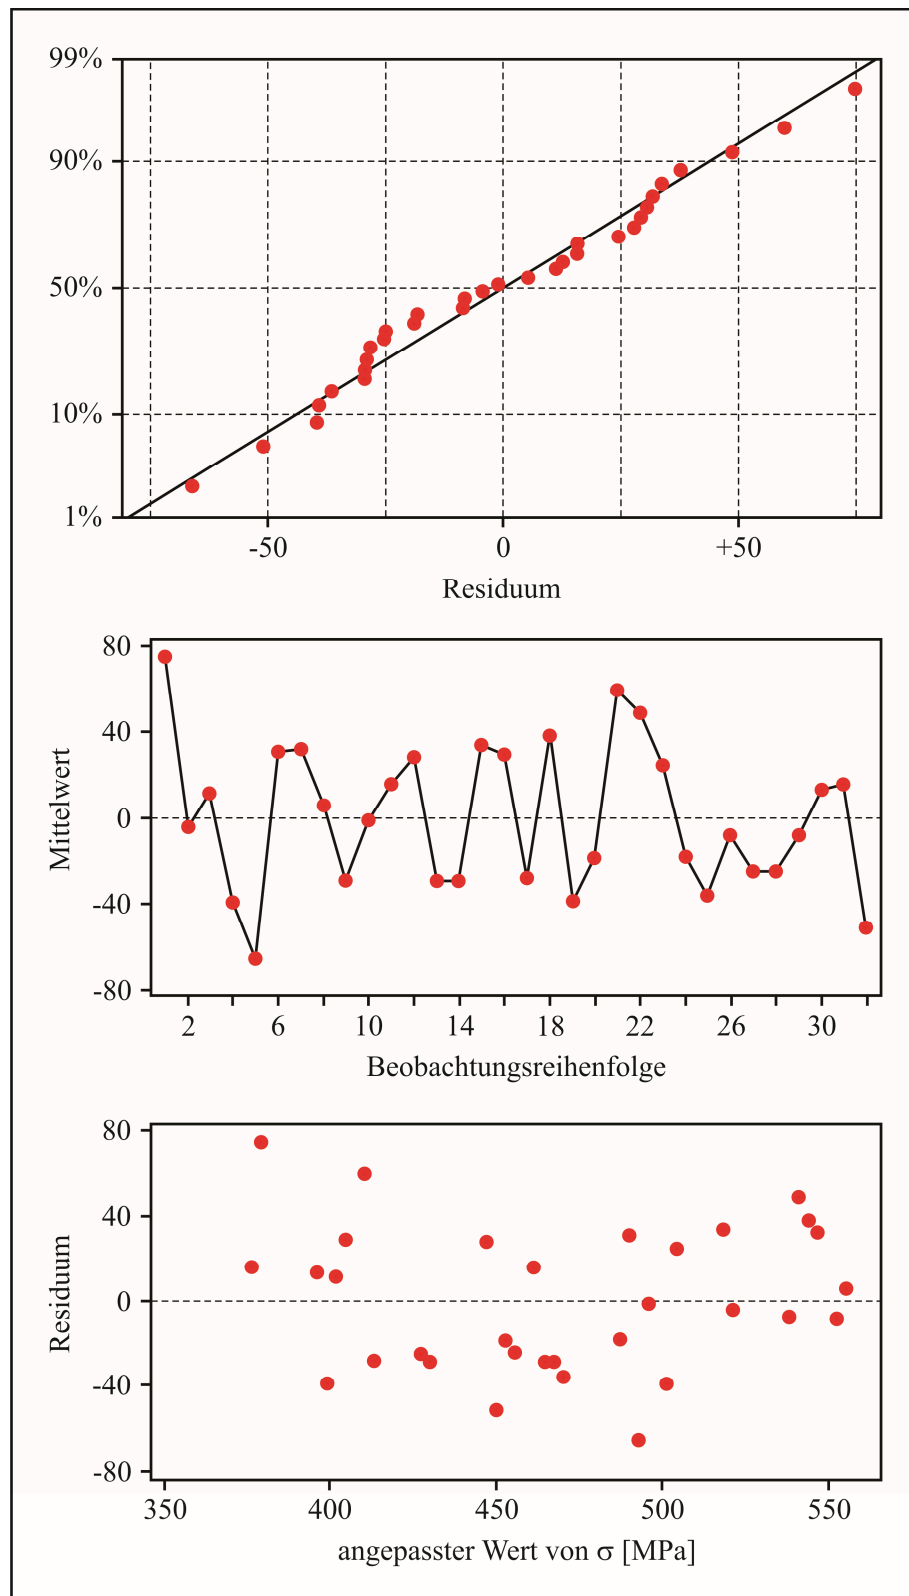 99%
90%
50%
10%
1%
-50 0 +50
Residuum
80
40
0
-40
-80
Mittelwert
2 6 10 14 18 22 26 30
Beobachtungsreihenfolge
80
40
0
-40
-80
Residuum
350 400 450 500 550
angepasster Wert von σ [MPa]